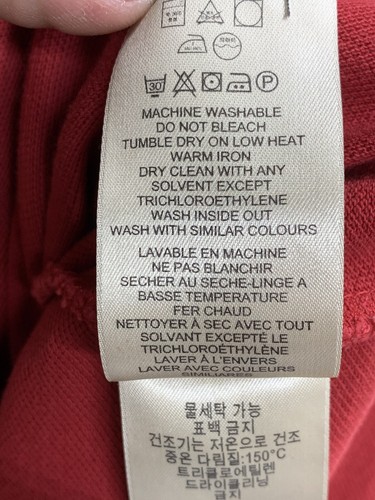 30
P
MACHINE WASHABLE
DO NOT BLEACH
TUMBLE DRY ON LOW HEAT
WARM IRON
DRY CLEAN WITH ANY
SOLVENT EXCEPT
TRICHLOROETHYLENE
WASH INSIDE OUT
WASH WITH SIMILAR COLOURS
LAVABLE EN MACHINE
NE PAS BLANCHIR
SECHER AU SECHE-LINGE A
BASSE TEMPERATURE
FER CHAUD
NETTOYER À SEC AVEC TOUT
SOLVANT EXCEPTÉ LE
TRICHLOROÉTHYLÈNE
LAVER À L'ENVERS
LAVER AVEC COULEURS
SIMILAIRES
물세탁 가능
표백 금지
건조기는 저온으로 건조
중온 다림질:150°C
트리클로로에틸렌
드라이클리닝
금지